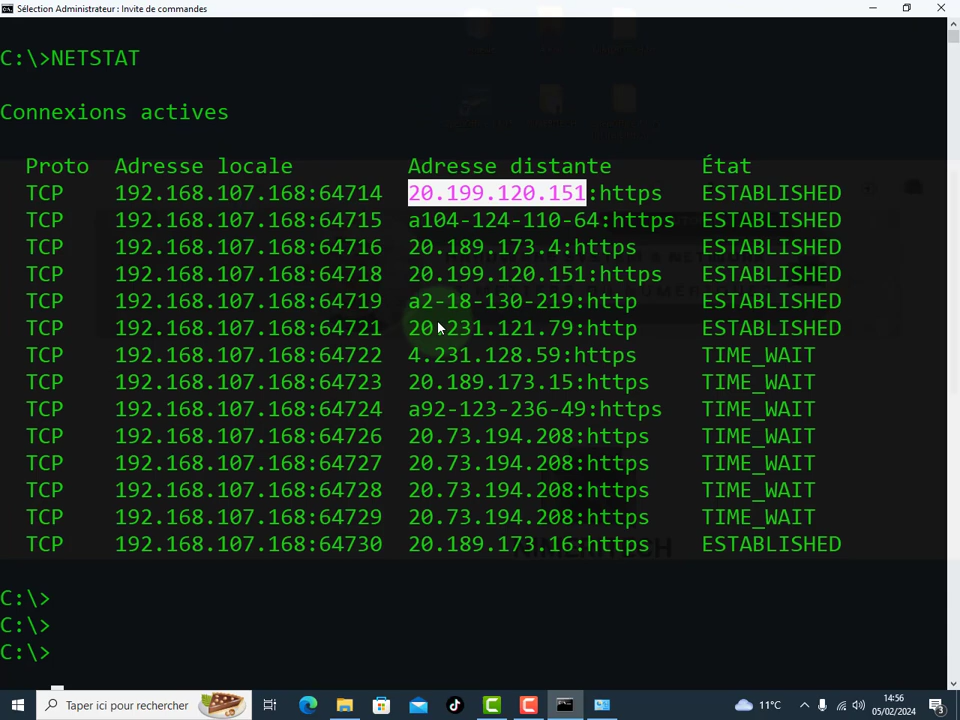 Sélection Administrateur : Invite de commandes
C:\>NETSTAT
Connexions actives
Proto Adresse locale Adresse distante État
TCP 192.168.107.168:64714 20.199.120.151:https ESTABLISHED
TCP 192.168.107.168:64715 a104-124-110-64:https ESTABLISHED
TCP 192.168.107.168:64716 20.189.173.4:https ESTABLISHED
TCP 192.168.107.168:64718 20.199.120.151:https ESTABLISHED
TCP 192.168.107.168:64719 a2-18-130-219:http ESTABLISHED
TCP 192.168.107.168:64721 20.231.121.79:http ESTABLISHED
TCP 192.168.107.168:64722 4.231.128.59:https TIME_WAIT
TCP 192.168.107.168:64723 20.189.173.15:https TIME_WAIT
TCP 192.168.107.168:64724 a92-123-236-49:https TIME_WAIT
TCP 192.168.107.168:64726 20.73.194.208:https TIME_WAIT
TCP 192.168.107.168:64727 20.73.194.208:https TIME_WAIT
TCP 192.168.107.168:64728 20.73.194.208:https TIME_WAIT
TCP 192.168.107.168:64729 20.73.194.208:https TIME_WAIT
TCP 192.168.107.168:64730 20.189.173.16:https ESTABLISHED
C:\>
C:\>
C:\>
Taper ici pour rechercher
11°C
14:56
05/02/2024
3